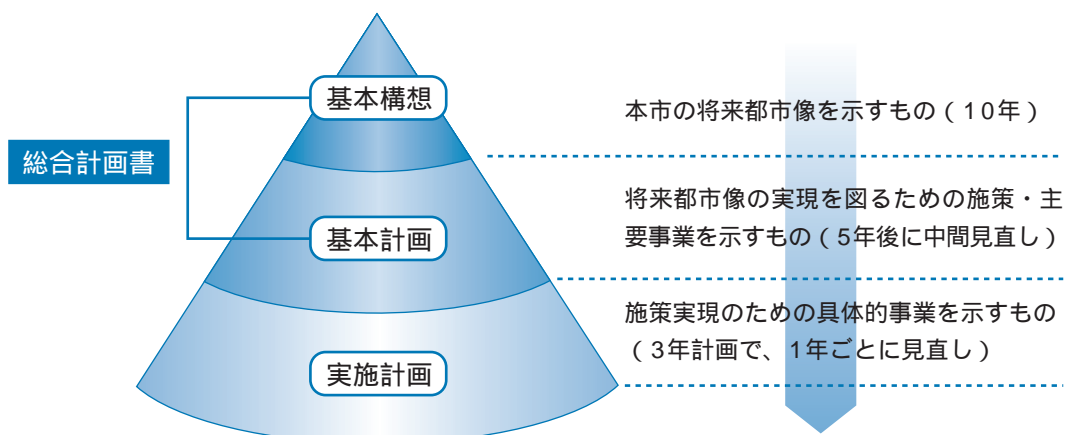 基本構想
本市の将来都市像を示すもの（10年）
総合計画書
将来都市像の実現を図るための施策・主
要事業を示すもの（5年後に中間見直し）
基本計画
施策実現のための具体的事業を示すもの
（3年計画で、1年ごとに見直し）
実施計画